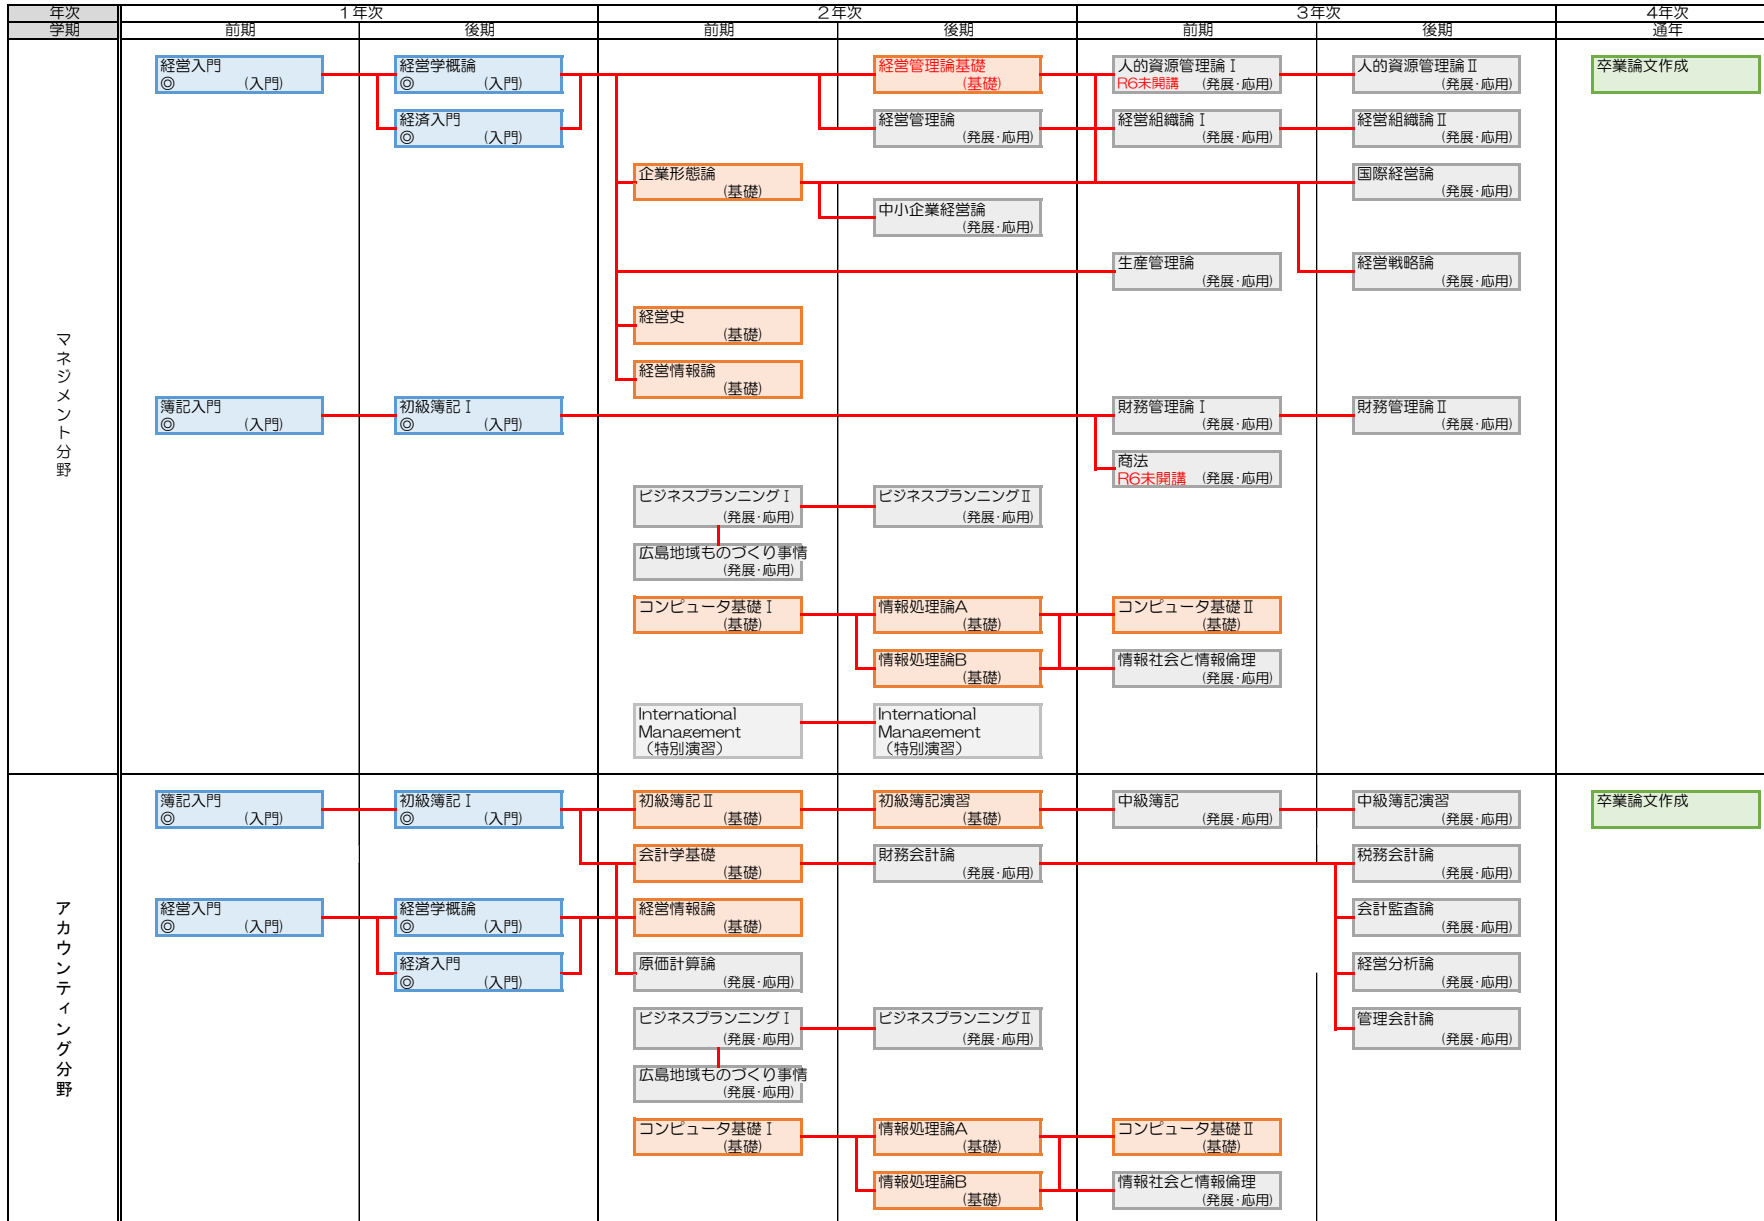 年次 1年次 2年次 3年次 4年次
学期 前期 後期 前期 後期 前期 後期 通年
マネジメント分野
経営入門
◎ (入門)
経営学概論
◎ (入門)
経営管理論基礎
(基礎)
人的資源管理論Ⅰ
R6未開講 (発展・応用)
人的資源管理論Ⅱ
(発展・応用)
卒業論文作成
経済入門
◎ (入門)
経営管理論
(発展・応用)
経営組織論Ⅰ
(発展・応用)
経営組織論Ⅱ
(発展・応用)
企業形態論
(基礎)
国際経営論
(発展・応用)
中小企業経営論
(発展・応用)
生産管理論
(発展・応用)
経営戦略論
(発展・応用)
経営史
(基礎)
経営情報論
(基礎)
簿記入門
◎ (入門)
初級簿記Ⅰ
◎ (入門)
財務管理論Ⅰ
(発展・応用)
財務管理論Ⅱ
(発展・応用)
商法
R6未開講 (発展・応用)
ビジネスプランニングⅠ
(発展・応用)
ビジネスプランニングⅡ
(発展・応用)
広島地域ものづくり事情
(発展・応用)
コンピュータ基礎Ⅰ
(基礎)
情報処理論A
(基礎)
コンピュータ基礎Ⅱ
(基礎)
情報処理論B
(基礎)
情報社会と情報倫理
(発展・応用)
International
Management
(特別演習)
International
Management
(特別演習)
アカウンティング分野
簿記入門
◎ (入門)
初級簿記Ⅰ
◎ (入門)
初級簿記Ⅱ
(基礎)
初級簿記演習
(基礎)
中級簿記
(発展・応用)
中級簿記演習
(発展・応用)
卒業論文作成
会計学基礎
(基礎)
財務会計論
(発展・応用)
税務会計論
(発展・応用)
経営入門
◎ (入門)
経営学概論
◎ (入門)
経営情報論
(基礎)
会計監査論
(発展・応用)
経済入門
◎ (入門)
原価計算論
(発展・応用)
経営分析論
(発展・応用)
ビジネスプランニングⅠ
(発展・応用)
ビジネスプランニングⅡ
(発展・応用)
管理会計論
(発展・応用)
広島地域ものづくり事情
(発展・応用)
コンピュータ基礎Ⅰ
(基礎)
情報処理論A
(基礎)
コンピュータ基礎Ⅱ
(基礎)
情報処理論B
(基礎)
情報社会と情報倫理
(発展・応用)